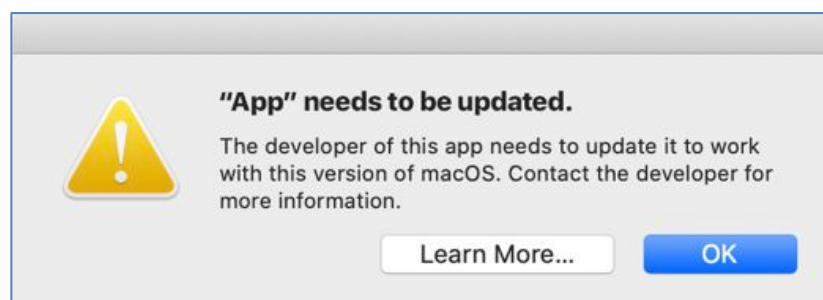 “App” needs to be updated.
The developer of this app needs to update it to work
with this version of macOS. Contact the developer for
more information.
Learn More...
OK